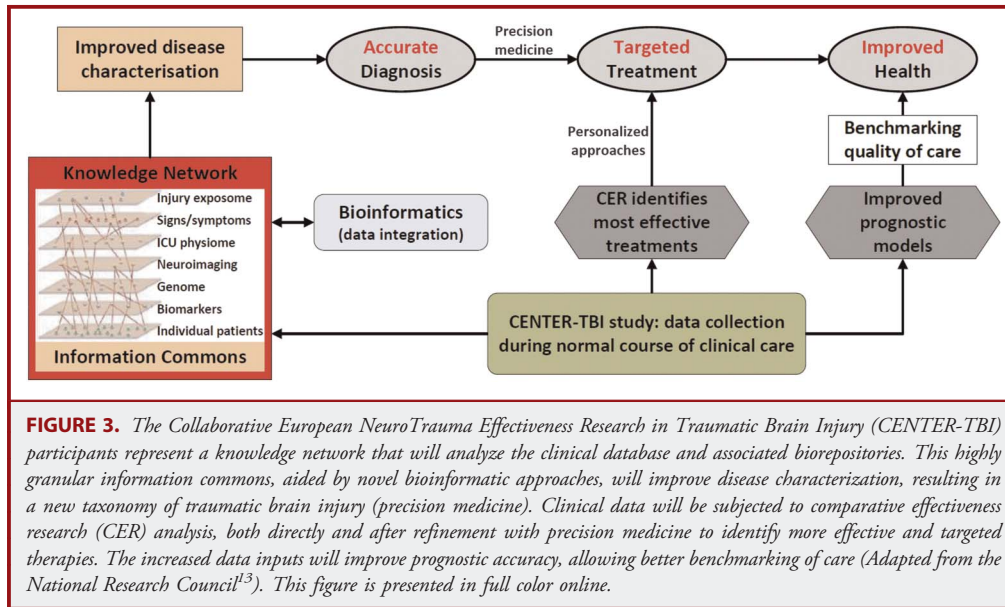 Improved disease
characterisation
Accurate
Diagnosis
Precision
medicine
Targeted
Treatment
Improved
Health
Personalized
approaches
Benchmarking
quality of care
Knowledge Network
Injury exposome
Signs/symptoms
ICU physiome
Neuroimaging
Genome
Biomarkers
Individual patients
Information Commons
Bioinformatics
(data integration)
CER identifies
most effective
treatments
Improved
prognostic
models
CENTER-TBI study: data collection
during normal course of clinical care
FIGURE 3. The Collaborative European NeuroTrauma Effectiveness Research in Traumatic Brain Injury (CENTER-TBI)
participants represent a knowledge network that will analyze the clinical database and associated biorepositories. This highly
granular information commons, aided by novel bioinformatic approaches, will improve disease characterization, resulting in
a new taxonomy of traumatic brain injury (precision medicine). Clinical data will be subjected to comparative effectiveness
research (CER) analysis, both directly and after refinement with precision medicine to identify more effective and targeted
therapies. The increased data inputs will improve prognostic accuracy, allowing better benchmarking of care (Adapted from the
National Research Council13). This figure is presented in full color online.